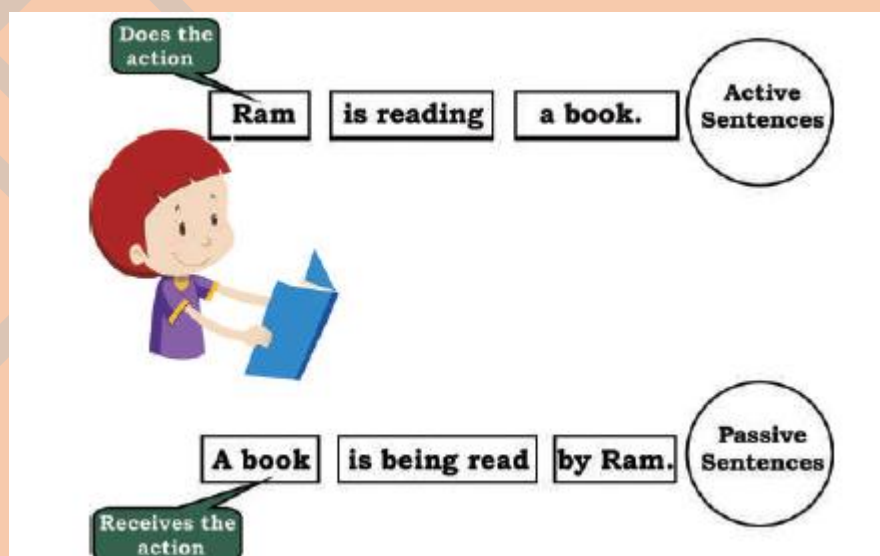 Does the
action
Ram is reading a book.
Active
Sentences
A book is being read by Ram.
Passive
Sentences
Receives the
action